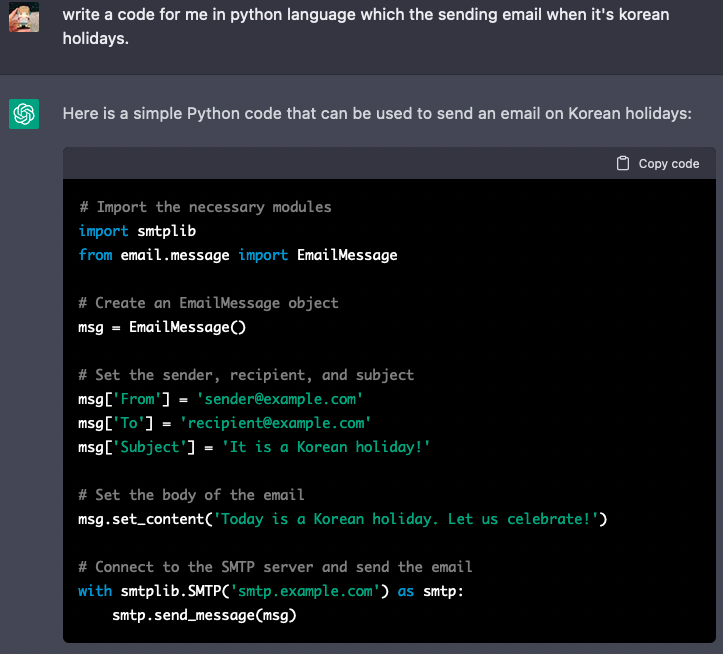 write a code for me in python language which the sending email when it's korean
holidays.
Here is a simple Python code that can be used to send an email on Korean holidays:
Copy code
# Import the necessary modules
import smtplib
from email.message import EmailMessage
# Create an EmailMessage object
msg = EmailMessage()
# Set the sender, recipient, and subject
msg['From'] = 'sender@example.com'
msg['To'] = 'recipient@example.com'
msg['Subject'] = 'It is a Korean holiday!'
# Set the body of the email
msg.set_content('Today is a Korean holiday. Let us celebrate!')
# Connect to the SMTP server and send the email
with smtplib.SMTP('smtp.example.com') as smtp:
    smtp.send_message(msg)